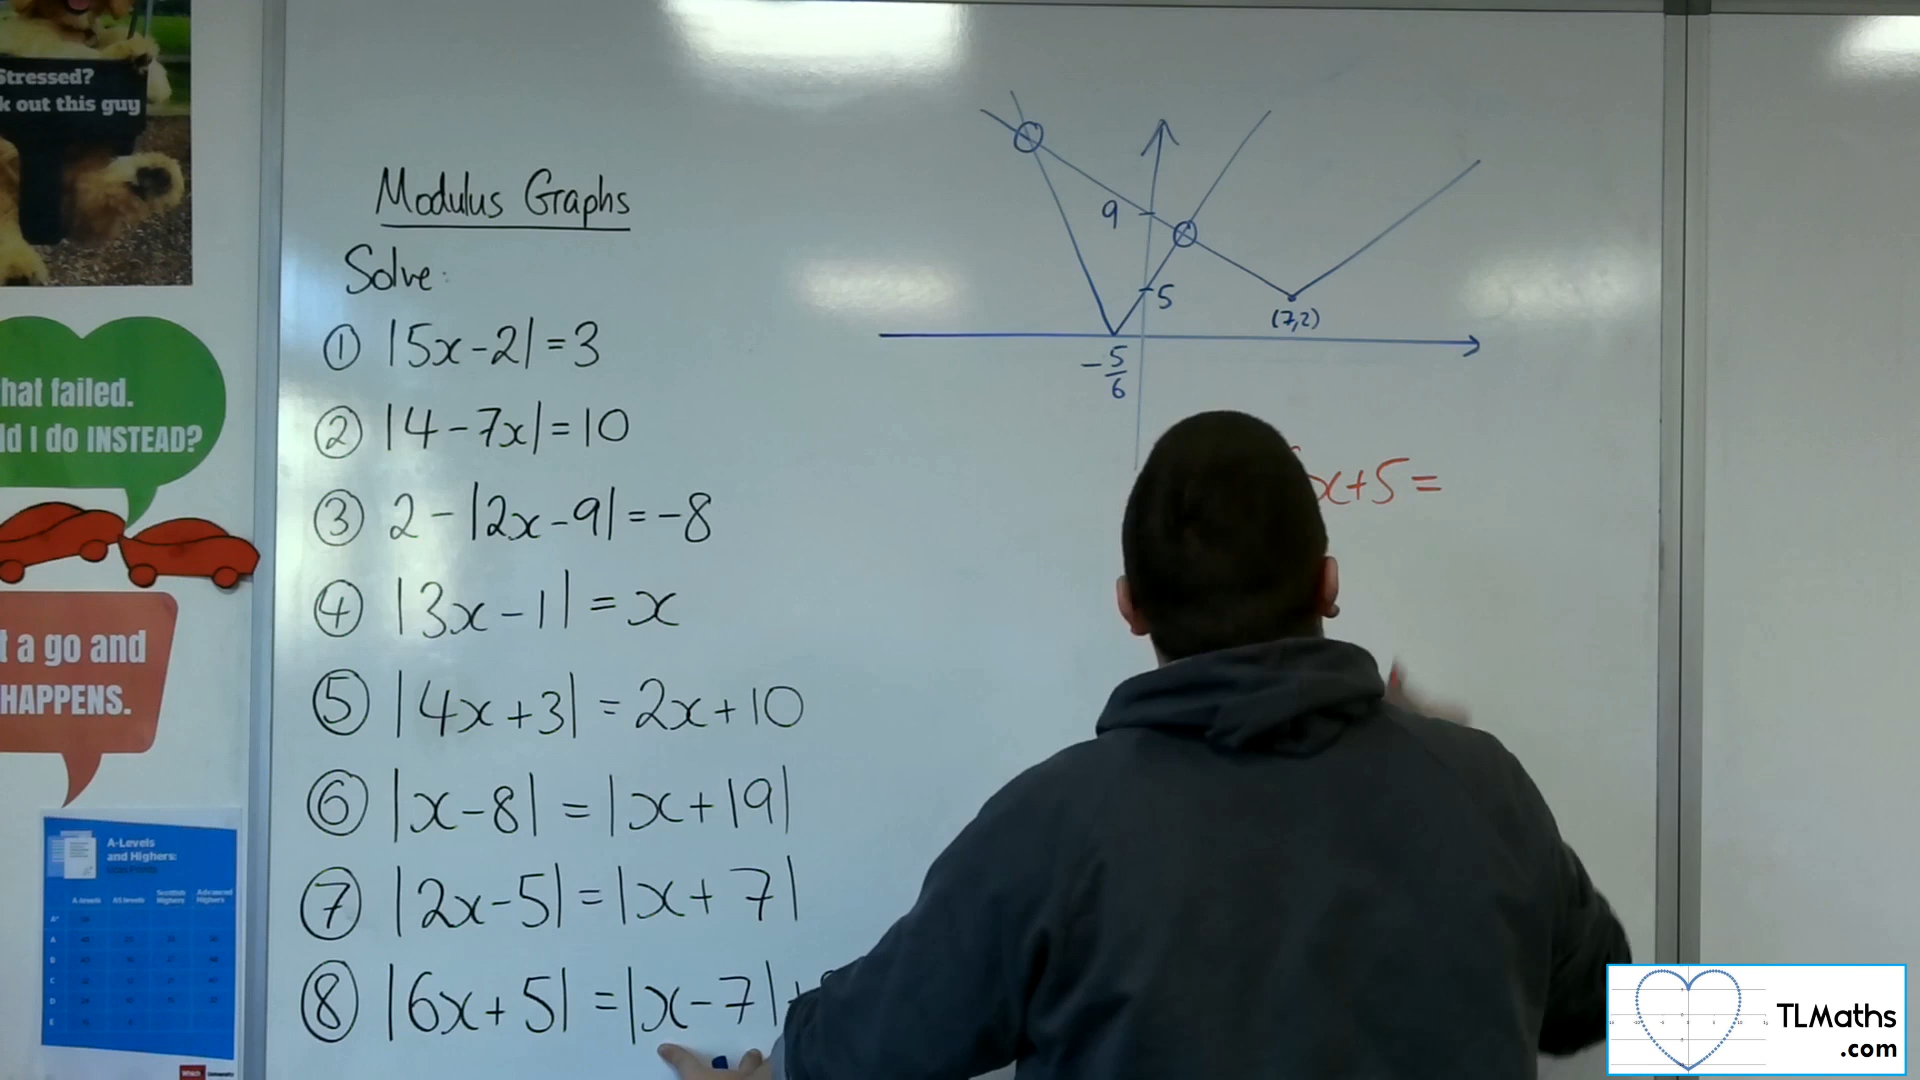 Stressed?
k out this guy
hat failed.
ld I do INSTEAD?
t a go and
HAPPENS.
A-Levels
and Highers:
Modulus Graphs
Solve:
① |5x-2|=3
② |4-7x|=10
③ 2-|2x-9|=-8
④ |3x-1|=x
⑤ |4x+3|=2x+10
⑥ |x-8|=|x+19|
⑦ |2x-5|=|x+7|
⑧ |6x+5|=|x-7|+
9
5
(7,2)
-5/6
x+5=
TLMaths
.com